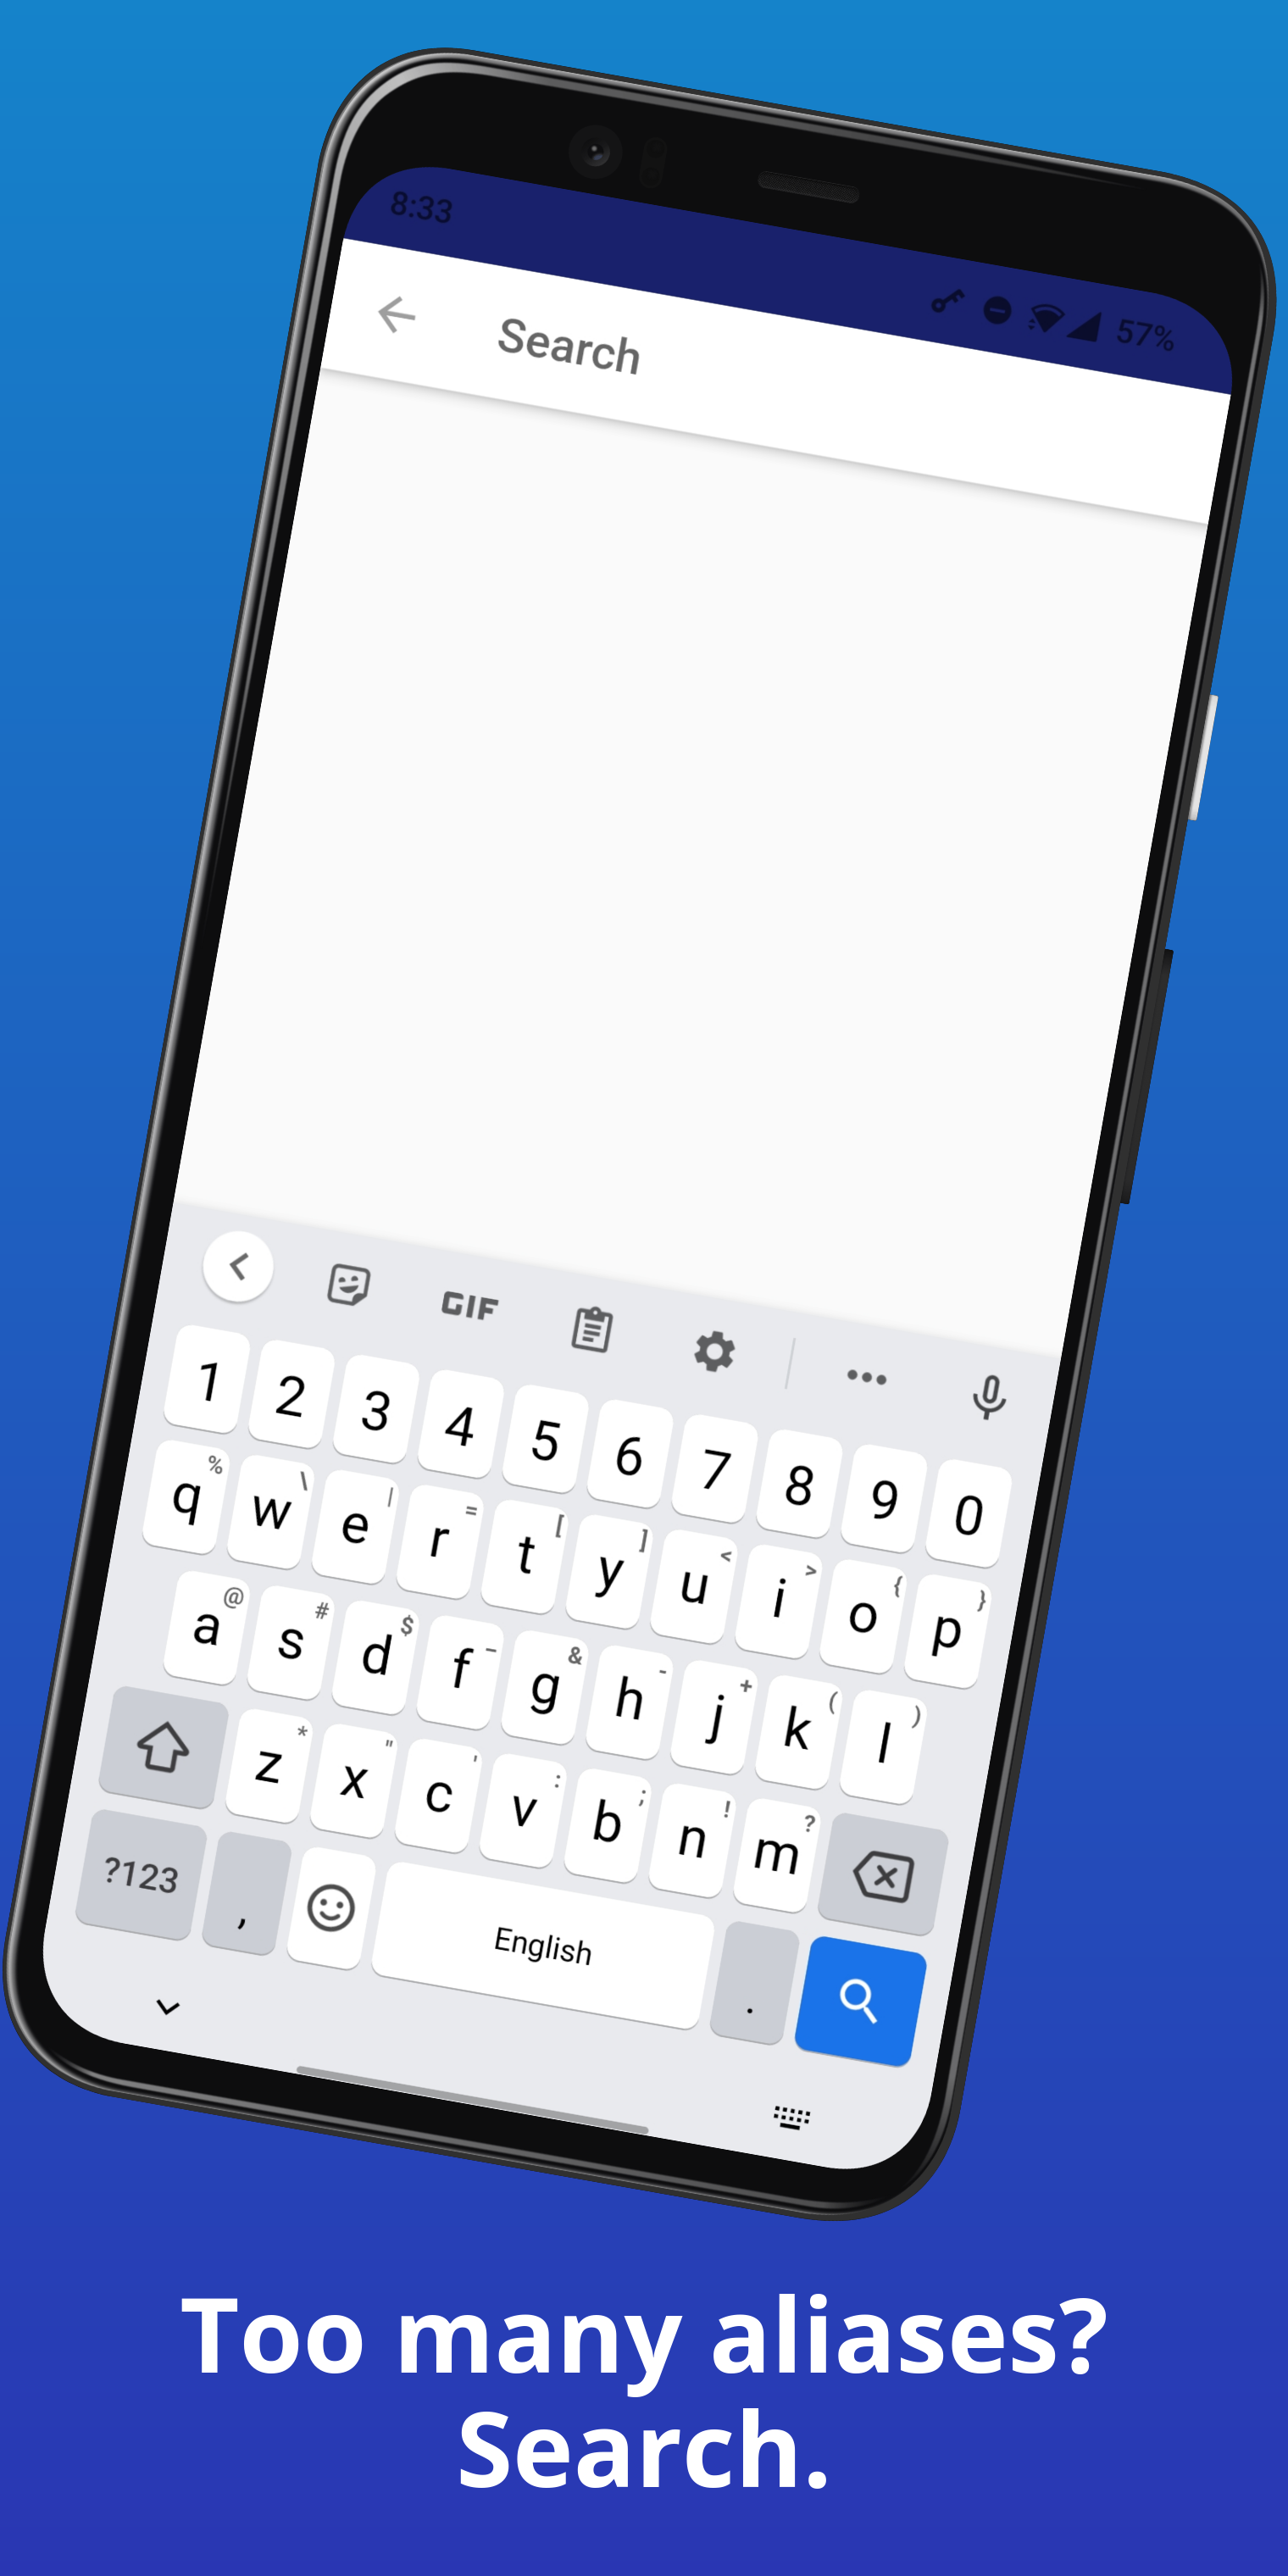 8:33
57%
Search
GIF
1 2 3 4 5 6 7 8 9 0
q % w \ e | r = t [ y ] u < i > o { p }
a @ s # d $ f _ g & h - j + k ( l )
z * x " c ' v : b ; n ! m ?
?123 , English .
Too many aliases?
Search.